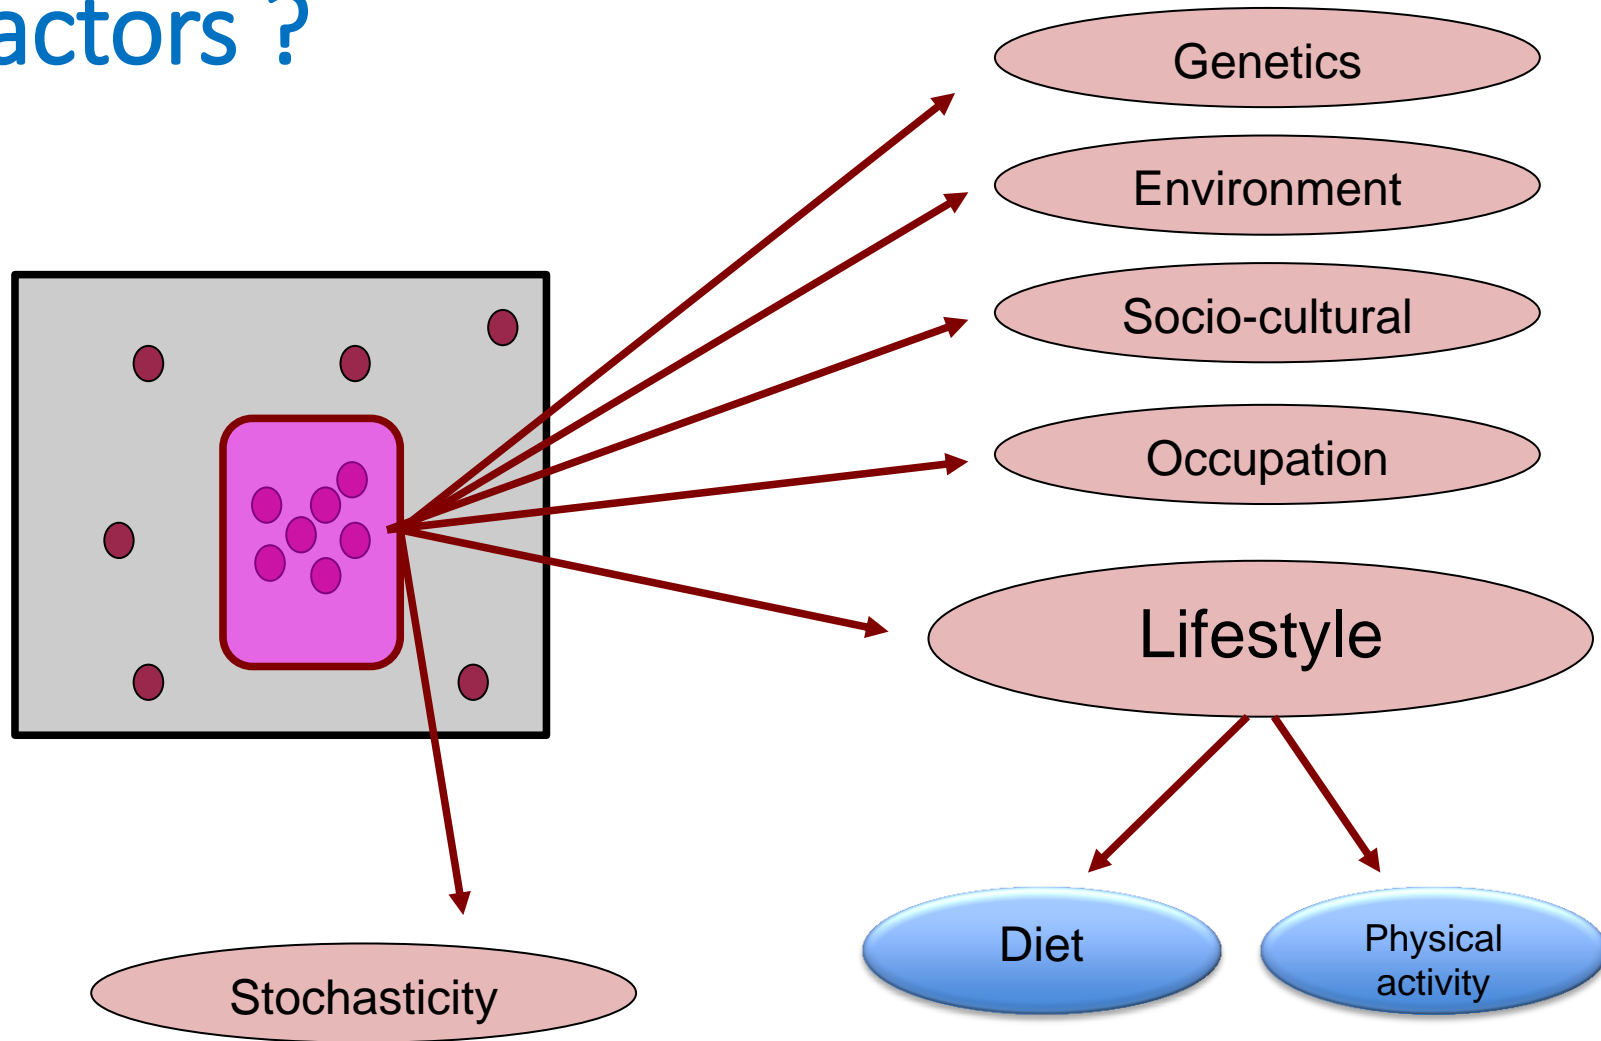 actors ?
Genetics
Environment
Socio-cultural
Occupation
Lifestyle
Diet
Physical
activity
Stochasticity